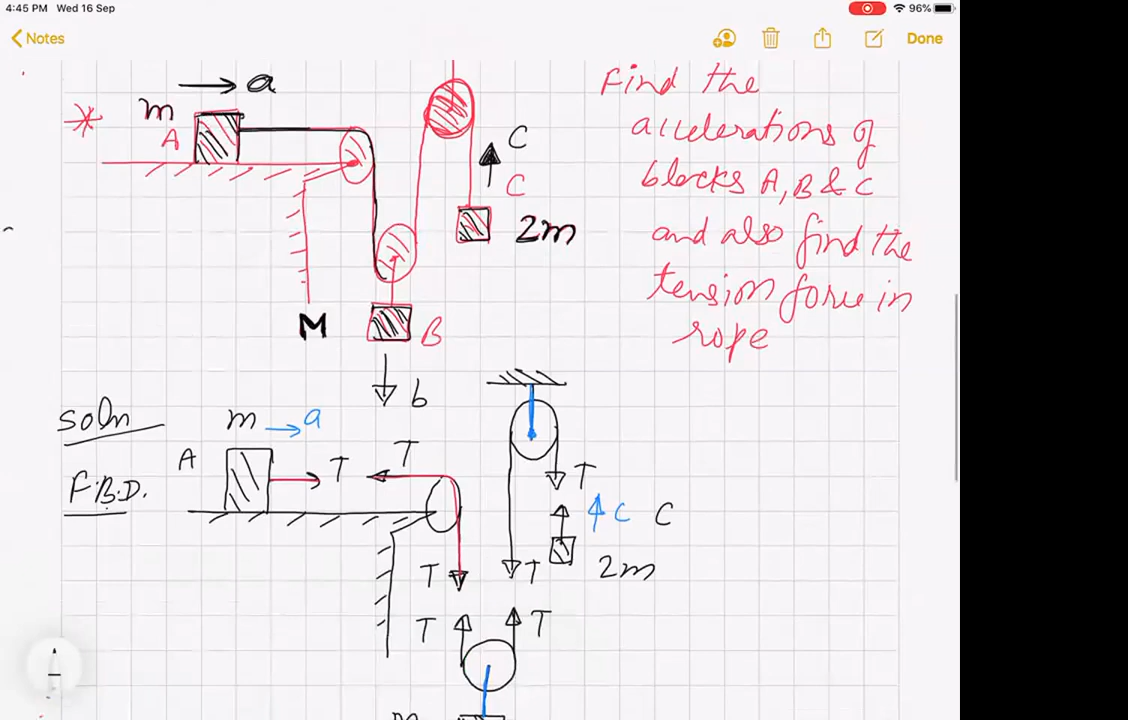 4:45 PM Wed 16 Sep
96%
Notes
Done
a
m
A
C
C
2m
M
B
b
Find the
accelerations of
blocks A, B & C
and also find the
tension force in
rope
Soln
F.B.D.
m
a
A
T
T
T
T
C
C
2m
T
T
T